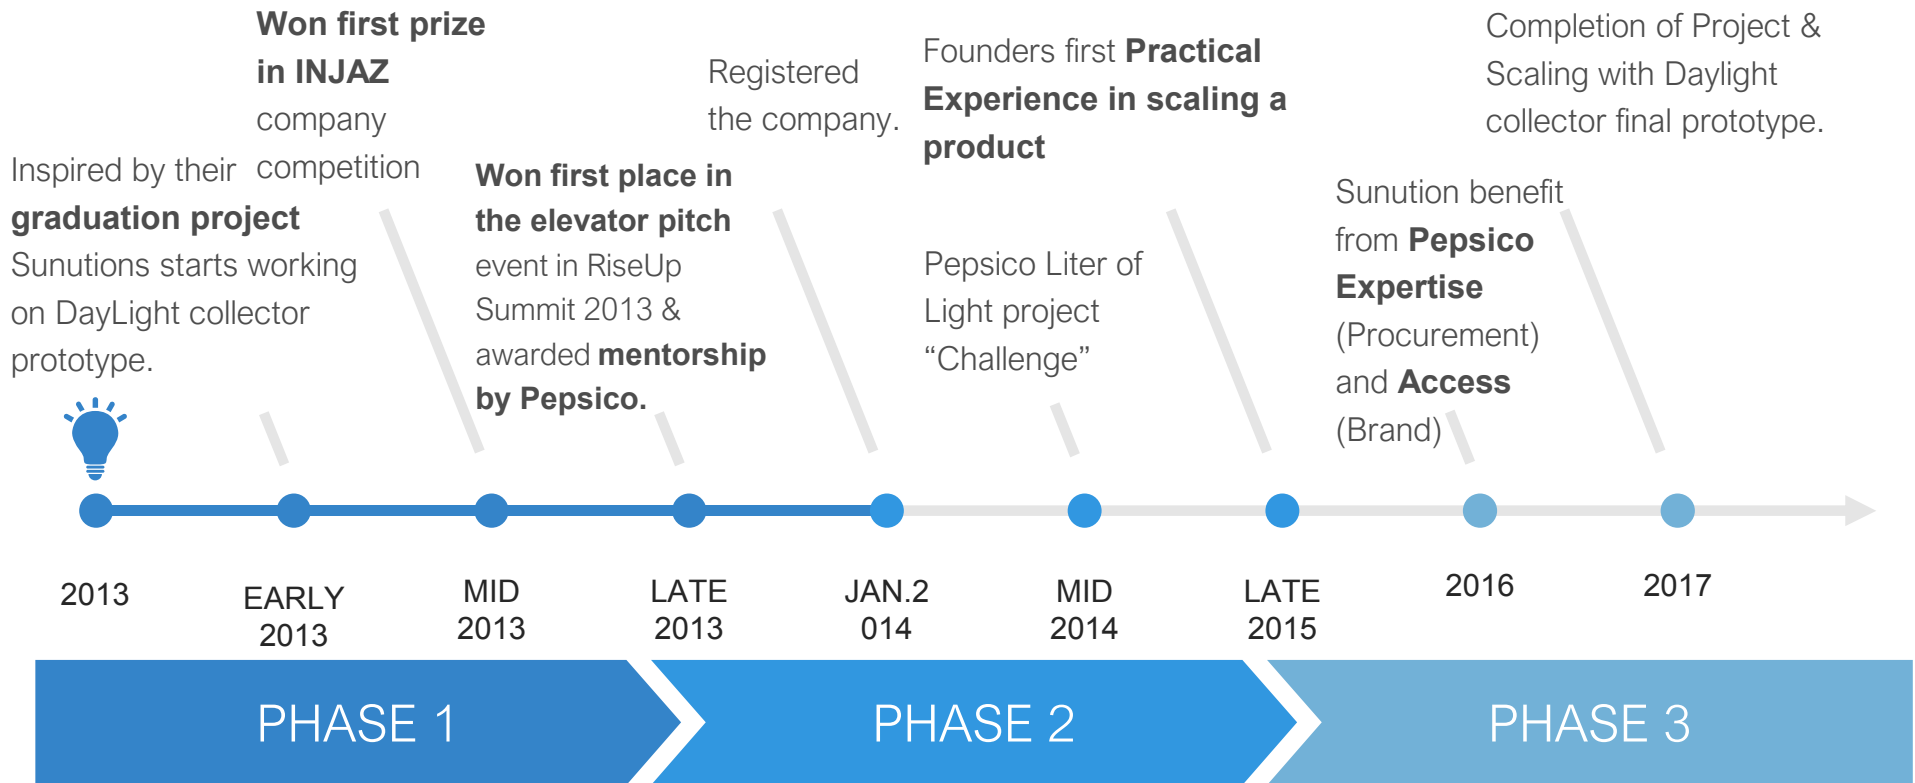 Inspired by their
graduation project
Sunutions starts working
on DayLight collector
prototype.
Won first prize
in INJAZ
company
competition
Won first place in
the elevator pitch
event in RiseUp
Summit 2013 &
awarded mentorship
by Pepsico.
Registered
the company.
Pepsico Liter of
Light project
“Challenge”
Founders first Practical
Experience in scaling a
product
Sunution benefit
from Pepsico
Expertise
(Procurement)
and Access
(Brand)
Completion of Project &
Scaling with Daylight
collector final prototype.
2013
EARLY
2013
MID
2013
LATE
2013
JAN.2
014
MID
2014
LATE
2015
2016
2017
PHASE 1
PHASE 2
PHASE 3